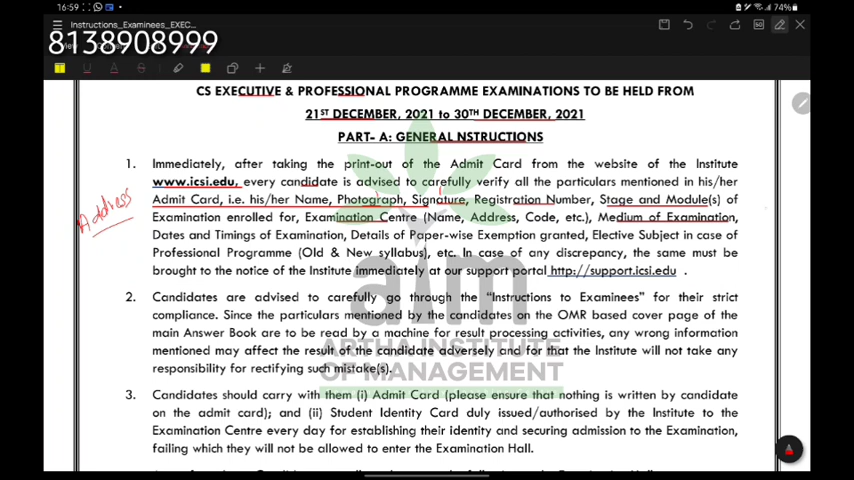 16:59
74%
Instructions_Examinees_EXEC...
8138908999
CS EXECUTIVE & PROFESSIONAL PROGRAMME EXAMINATIONS TO BE HELD FROM
21ST DECEMBER, 2021 to 30TH DECEMBER, 2021
PART- A: GENERAL NSTRUCTIONS
1. Immediately, after taking the print-out of the Admit Card from the website of the Institute
www.icsi.edu, every candidate is advised to carefully verify all the particulars mentioned in his/her
Admit Card, i.e. his/her Name, Photograph, Signature, Registration Number, Stage and Module(s) of
Address
Examination enrolled for, Examination Centre (Name, Address, Code, etc.), Medium of Examination,
Dates and Timings of Examination, Details of Paper-wise Exemption granted, Elective Subject in case of
Professional Programme (Old & New syllabus), etc. In case of any discrepancy, the same must be
brought to the notice of the Institute immediately at our support portal http://support.icsi.edu .
2. Candidates are advised to carefully go through the "Instructions to Examinees" for their strict
compliance. Since the particulars mentioned by the candidates on the OMR based cover page of the
main Answer Book are to be read by a machine for result processing activities, any wrong information
mentioned may affect the result of the candidate adversely and for that the Institute will not take any
responsibility for rectifying such mistake(s).
aim
ARTHA INSTITUTE
OF MANAGEMENT
3. Candidates should carry with them (i) Admit Card (please ensure that nothing is written by candidate
on the admit card); and (ii) Student Identity Card duly issued/authorised by the Institute to the
Examination Centre every day for establishing their identity and securing admission to the Examination,
failing which they will not be allowed to enter the Examination Hall.